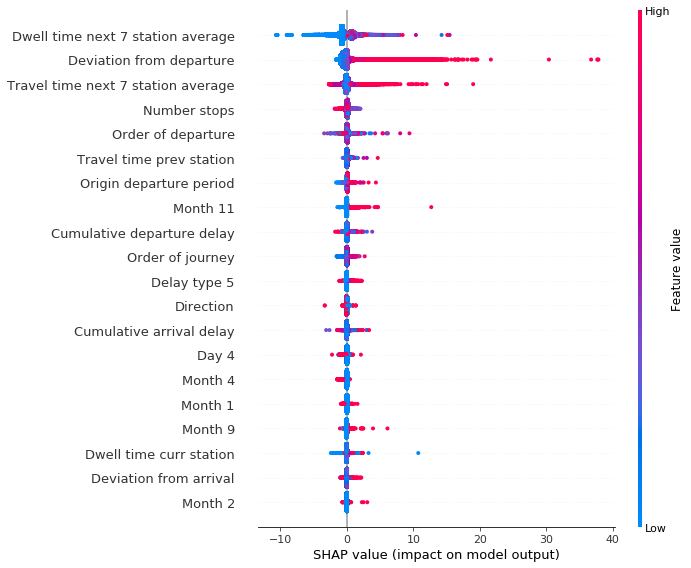 High
Dwell time next 7 station average
Deviation from departure
Travel time next 7 station average
Number stops
Order of departure
Travel time prev station
Origin departure period
Month 11
Cumulative departure delay
Order of journey
Delay type 5
Direction
Cumulative arrival delay
Day 4
Month 4
Month 1
Month 9
Dwell time curr station
Deviation from arrival
Month 2
Feature value
Low
−10 0 10 20 30 40
SHAP value (impact on model output)